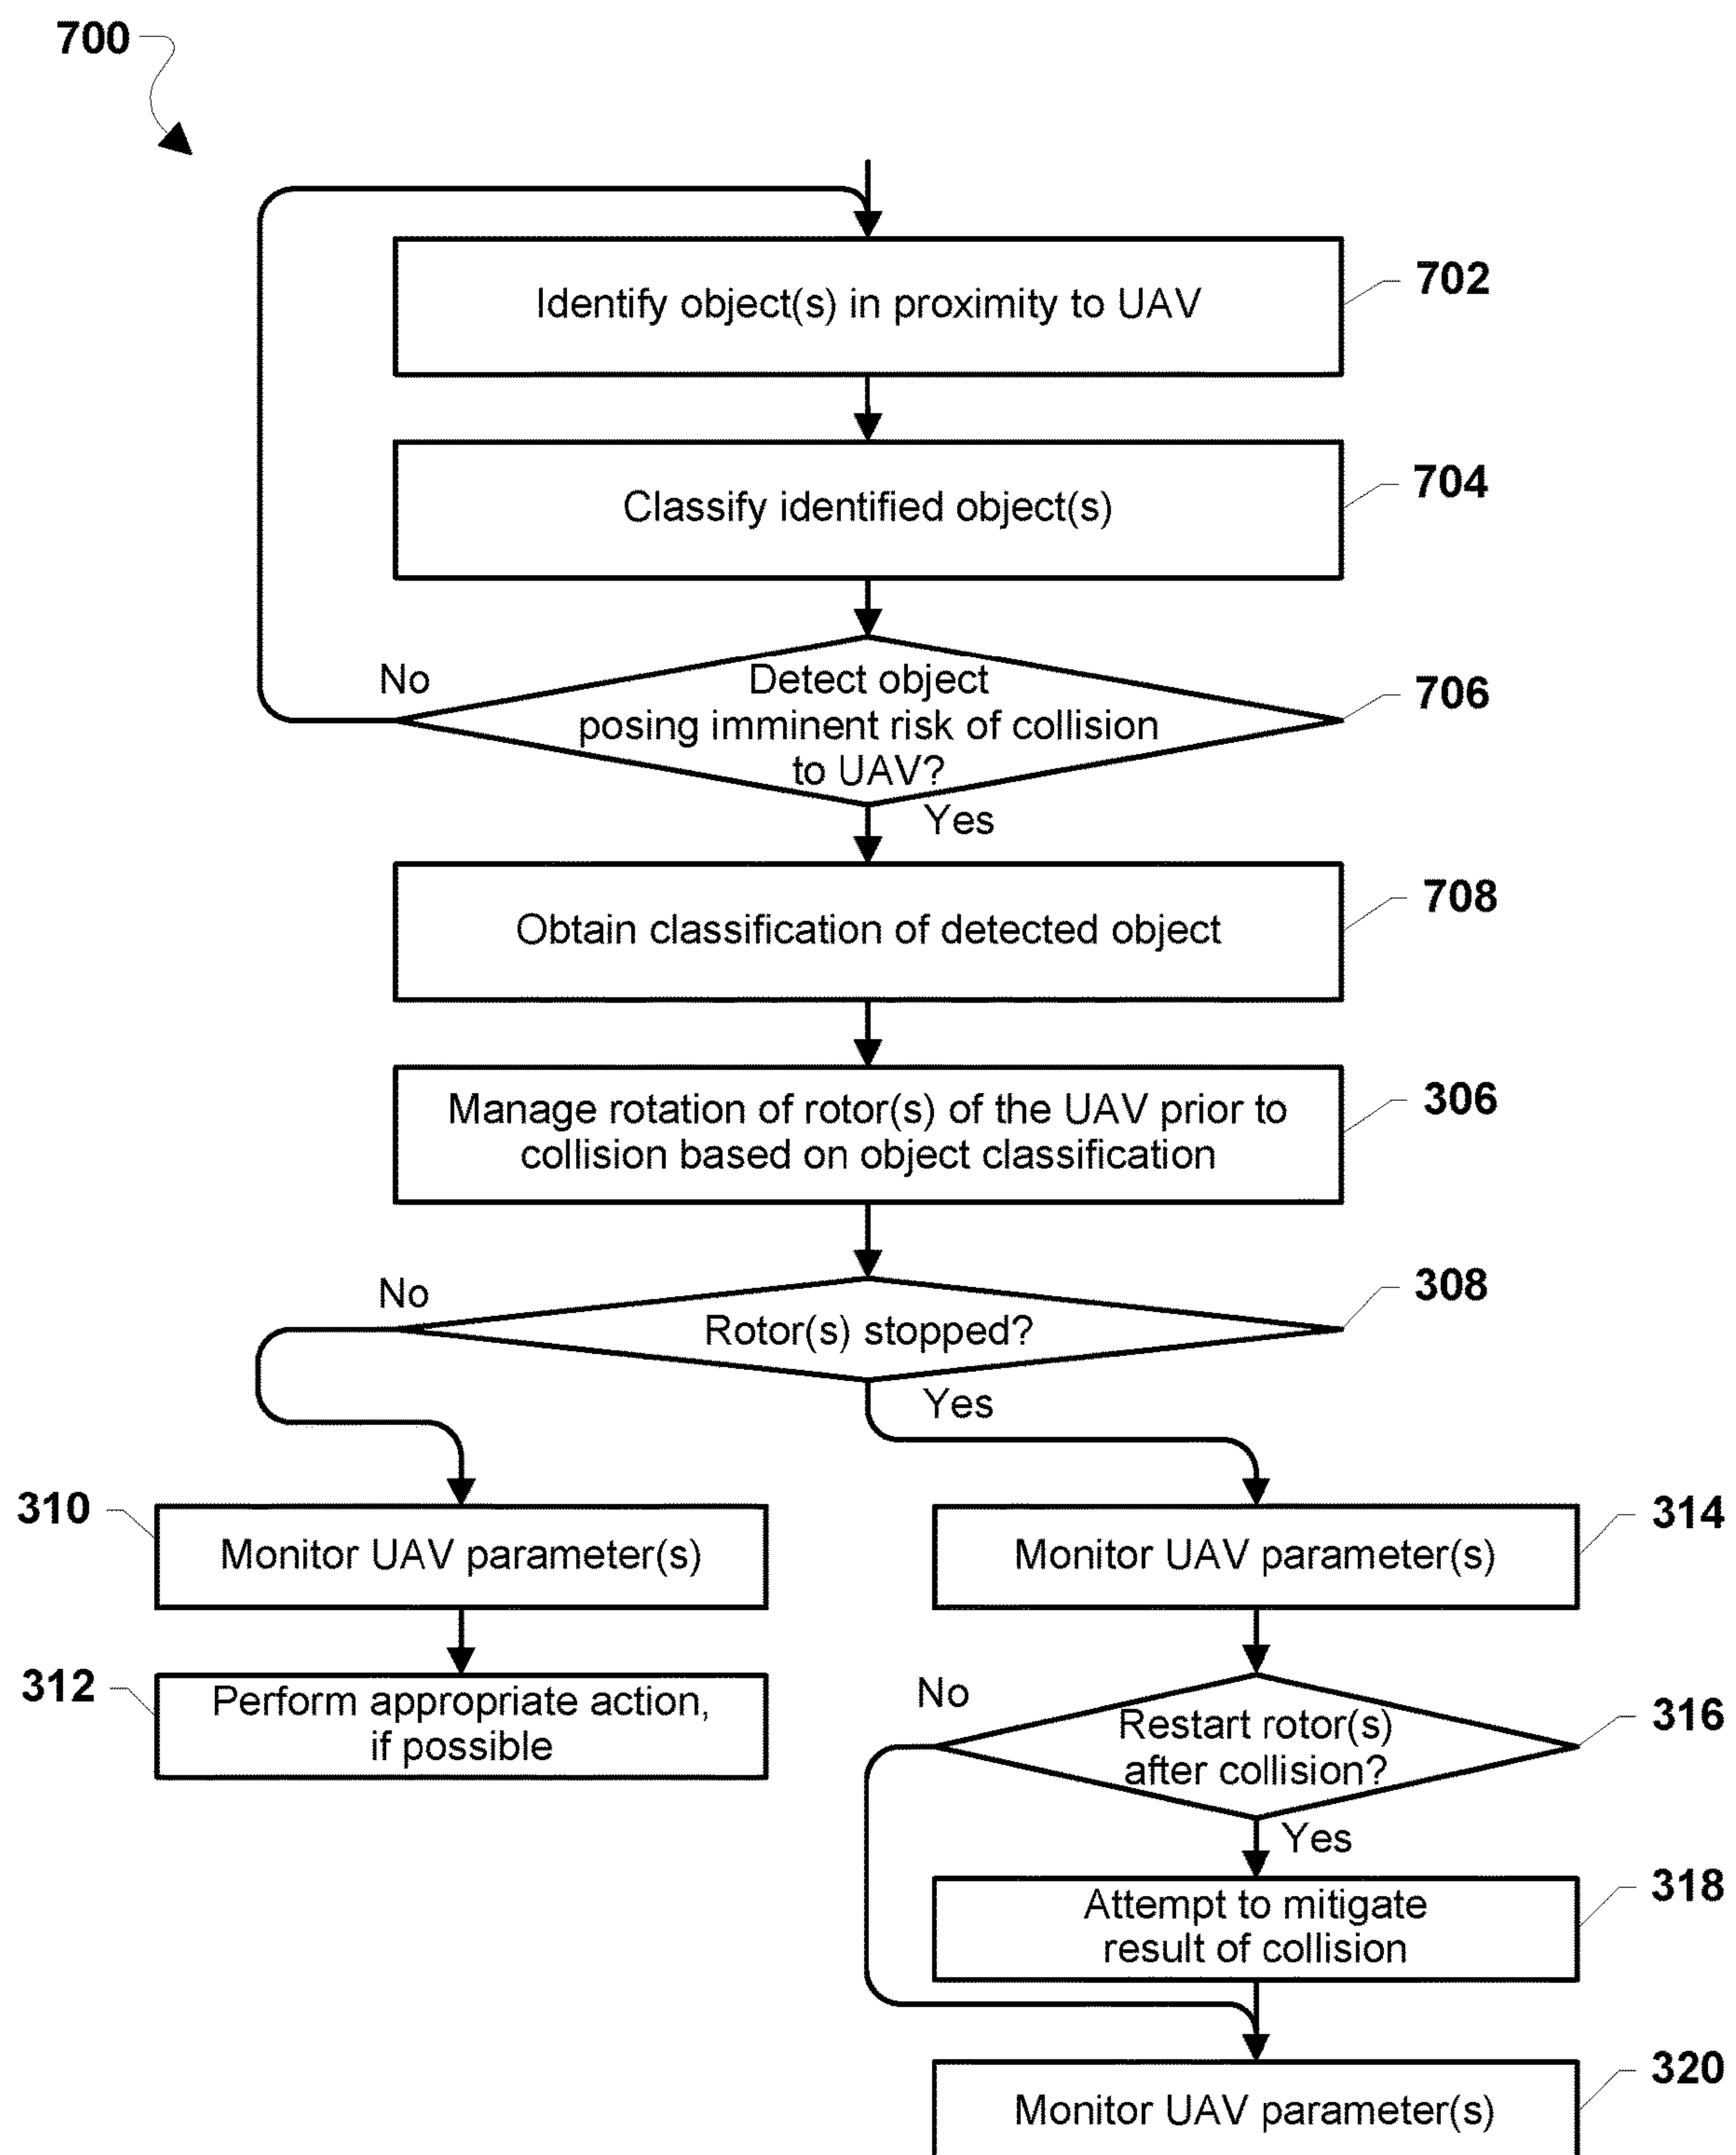 700
Identify object(s) in proximity to UAV
702
Classify identified object(s)
704
No
Detect object
posing imminent risk of collision
to UAV?
706
Yes
Obtain classification of detected object
708
Manage rotation of rotor(s) of the UAV prior to
collision based on object classification
306
No
Rotor(s) stopped?
308
Yes
310
Monitor UAV parameter(s)
312
Perform appropriate action,
if possible
Monitor UAV parameter(s)
314
No
Restart rotor(s)
after collision?
316
Yes
Attempt to mitigate
result of collision
318
Monitor UAV parameter(s)
320